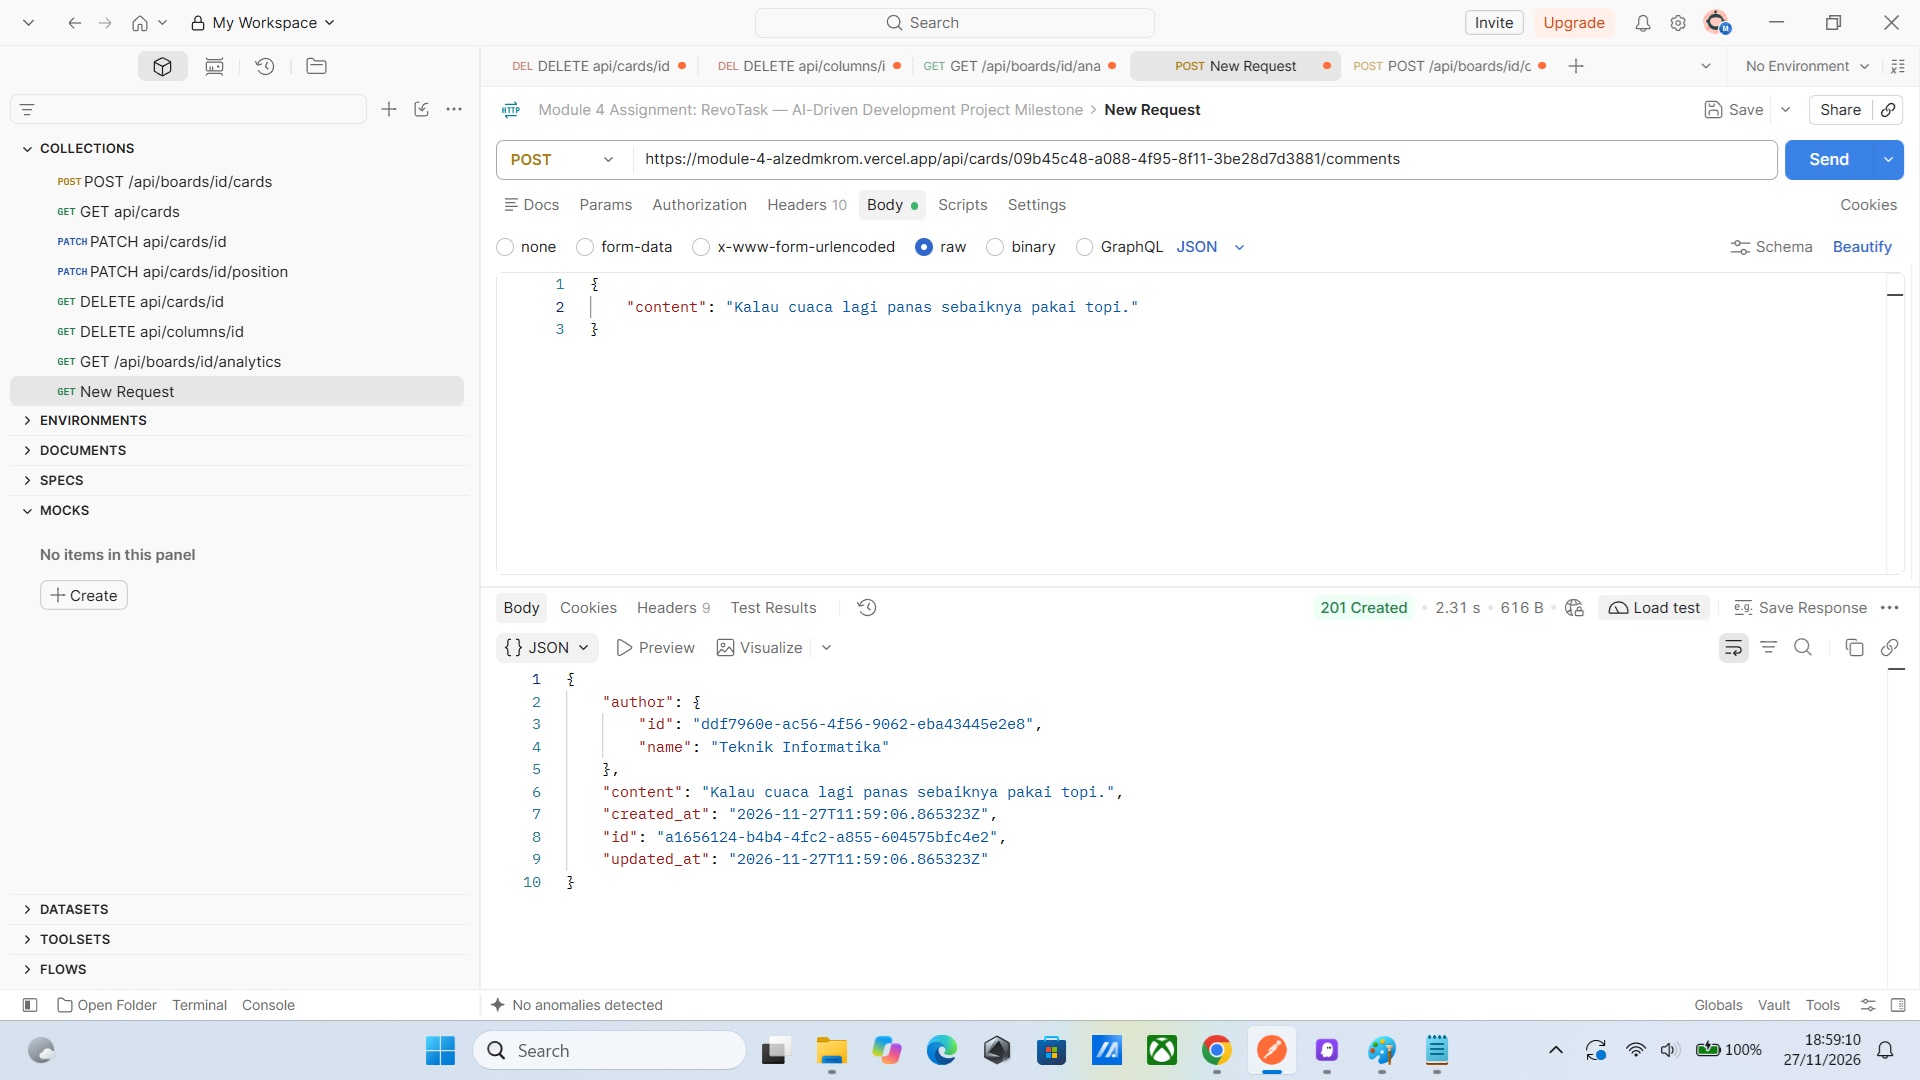 My Workspace
Search
Invite
Upgrade
DEL DELETE api/cards/id
DEL DELETE api/columns/i
GET GET /api/boards/id/ana
POST New Request
POST POST /api/boards/id/c
No Environment
HTTP Module 4 Assignment: RevoTask — AI-Driven Development Project Milestone > New Request
Save
Share
COLLECTIONS
POST POST /api/boards/id/cards
GET GET api/cards
PATCH PATCH api/cards/id
PATCH PATCH api/cards/id/position
GET DELETE api/cards/id
GET DELETE api/columns/id
GET GET /api/boards/id/analytics
GET New Request
ENVIRONMENTS
DOCUMENTS
SPECS
MOCKS
No items in this panel
Create
DATASETS
TOOLSETS
FLOWS
POST https://module-4-alzedmkrom.vercel.app/api/cards/09b45c48-a088-4f95-8f11-3be28d7d3881/comments
Send
Docs Params Authorization Headers 10 Body Scripts Settings
Cookies
none form-data x-www-form-urlencoded raw binary GraphQL JSON
Schema Beautify
1 {
2 "content": "Kalau cuaca lagi panas sebaiknya pakai topi."
3 }
Body Cookies Headers 9 Test Results
201 Created • 2.31 s • 616 B
Load test
e.g. Save Response
{} JSON Preview Visualize
1 {
2 "author": {
3 "id": "ddf7960e-ac56-4f56-9062-eba43445e2e8",
4 "name": "Teknik Informatika"
5 },
6 "content": "Kalau cuaca lagi panas sebaiknya pakai topi.",
7 "created_at": "2026-11-27T11:59:06.865323Z",
8 "id": "a1656124-b4b4-4fc2-a855-604575bfc4e2",
9 "updated_at": "2026-11-27T11:59:06.865323Z"
10 }
Open Folder Terminal Console
No anomalies detected
Globals Vault Tools
Search
100%
18:59:10
27/11/2026